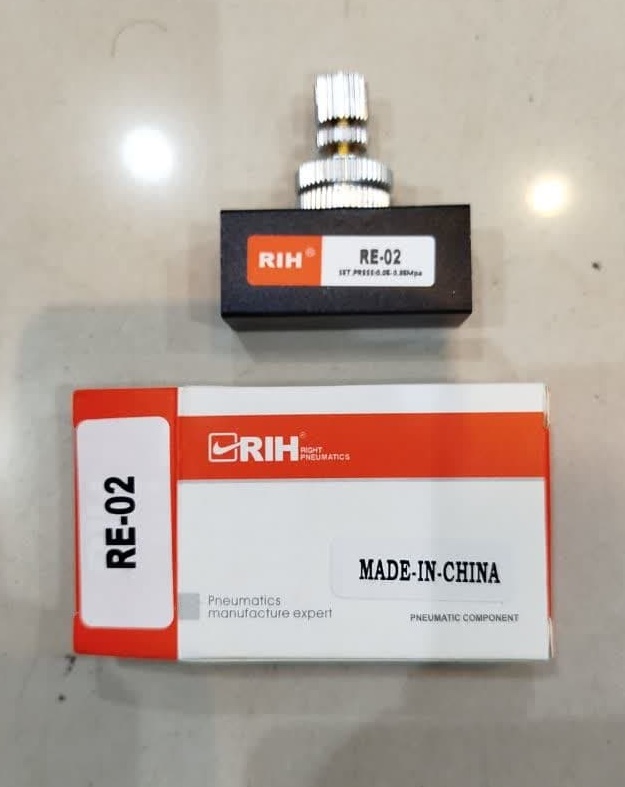 RIH®
RE-02
SET PRESS:0.05-0.95Mpa
RIH®
RIGHT
PNEUMATICS
RE-02
MADE-IN-CHINA
Pneumatics
manufacture expert
PNEUMATIC COMPONENT